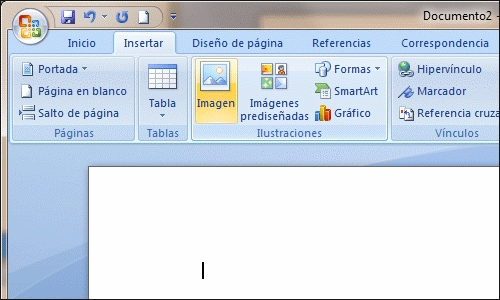 Documento2 -
Inicio Insertar Diseño de página Referencias Correspondencia
Portada
Página en blanco
Salto de página
Páginas
Tabla
Tablas
Imagen
Imágenes
prediseñadas
Formas
SmartArt
Gráfico
Ilustraciones
Hipervínculo
Marcador
Referencia cruza
Vínculos